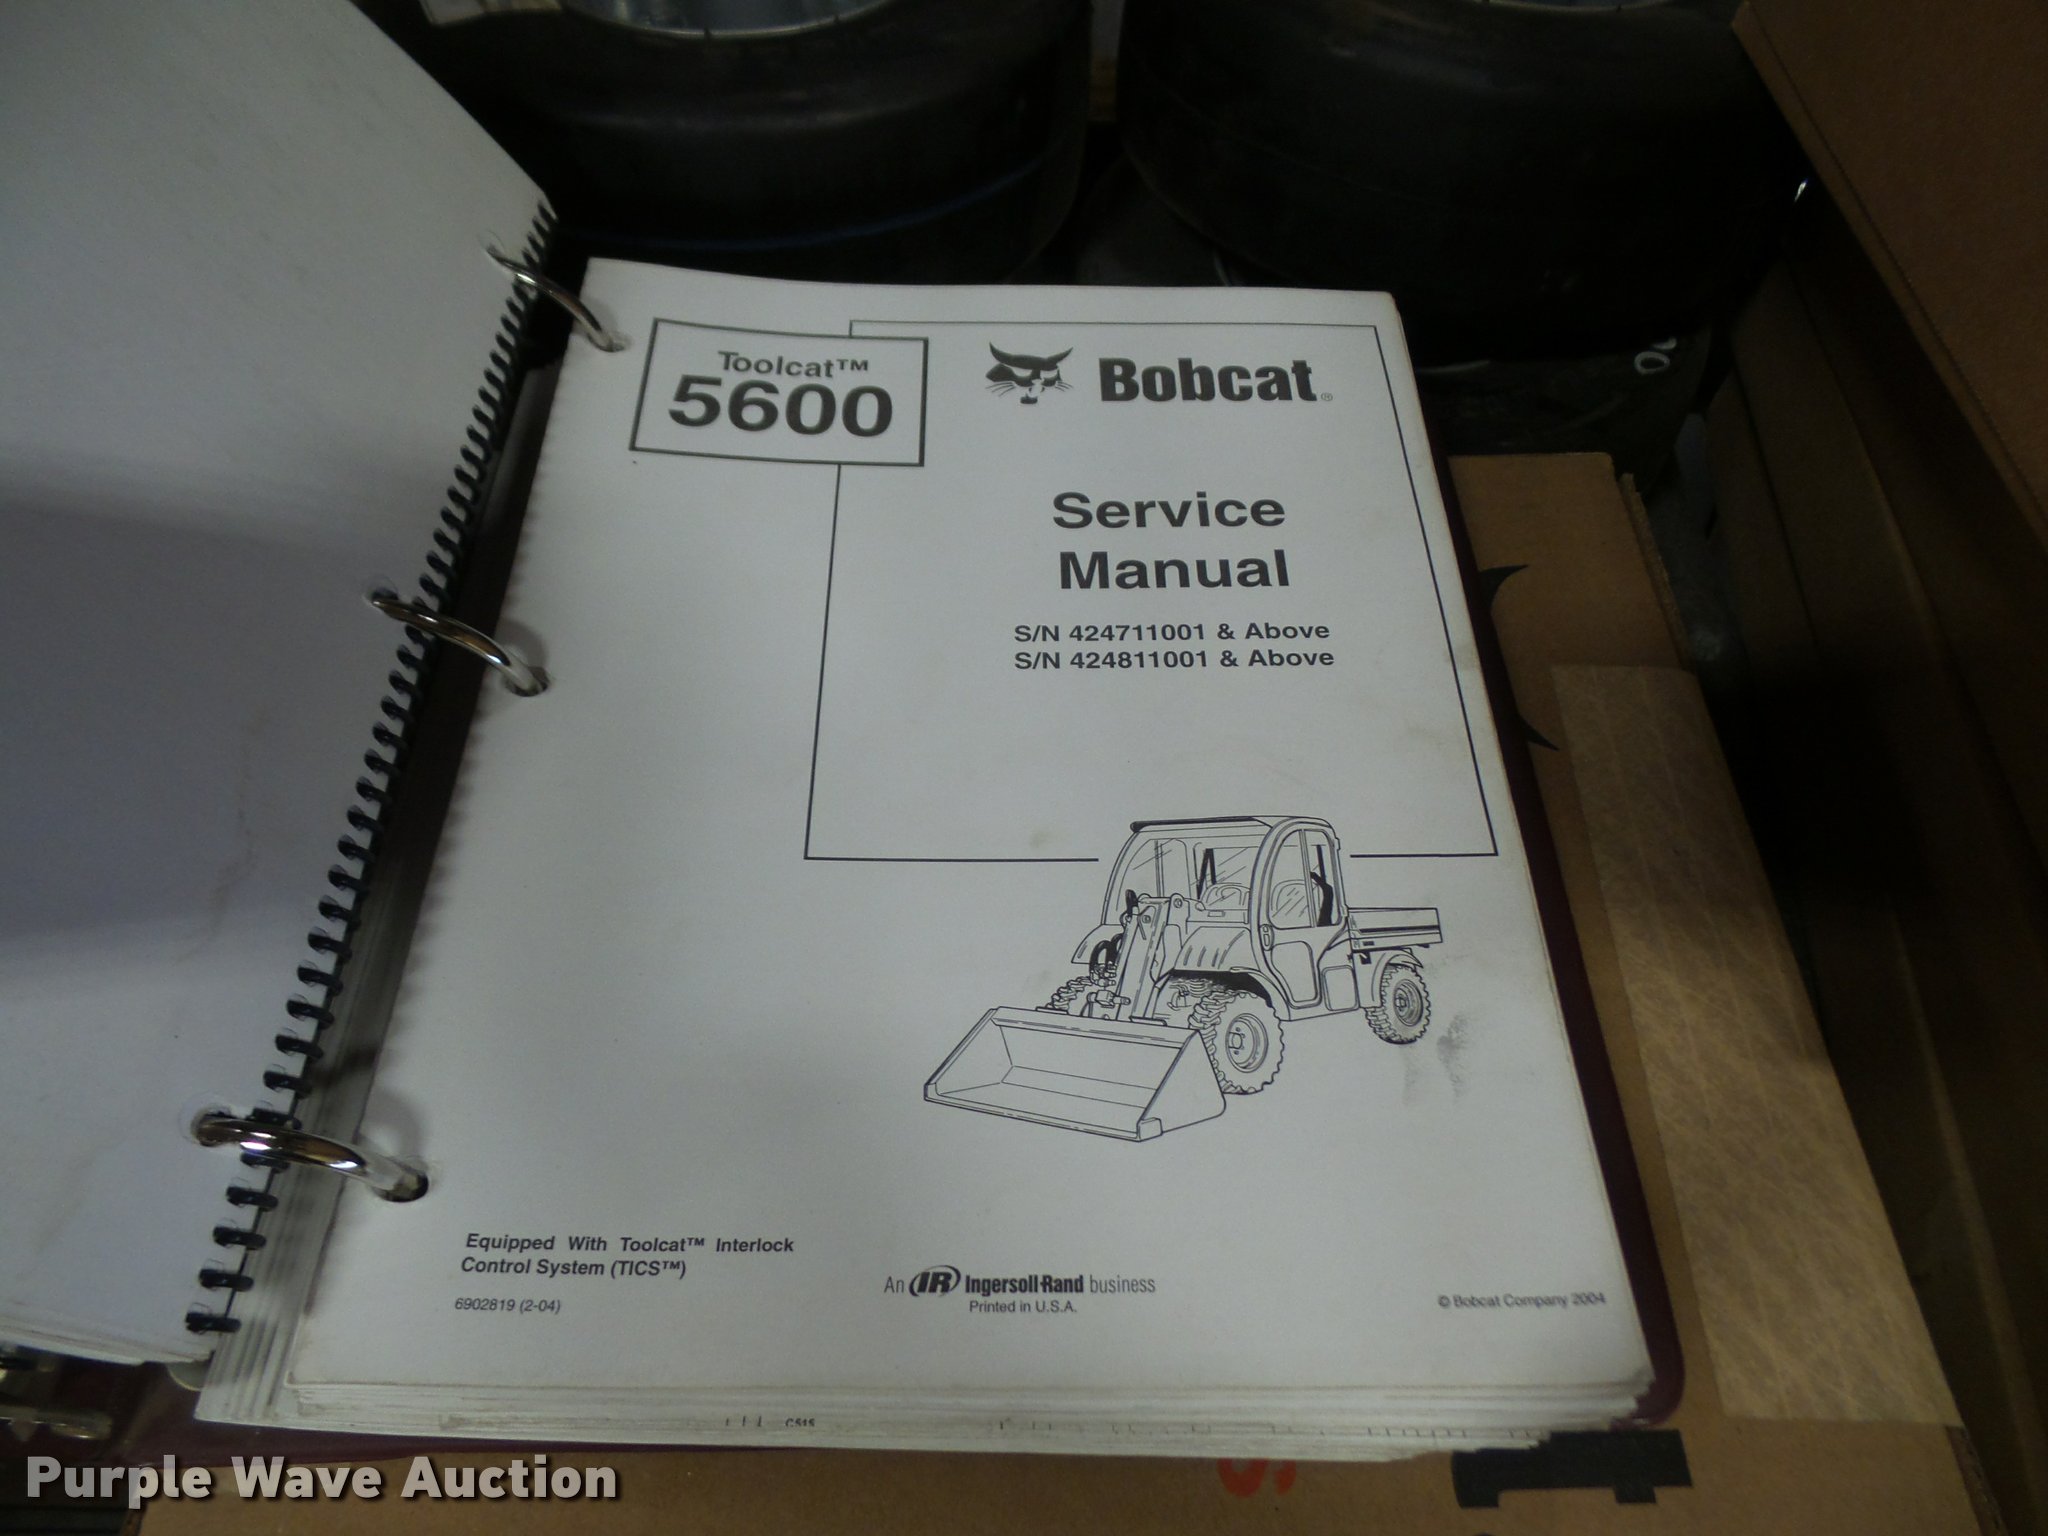 Toolcat™
5600
Bobcat®
Service
Manual
S/N 424711001 & Above
S/N 424811001 & Above
Equipped With Toolcat™ Interlock
Control System (TICS™)
6902819 (2-04)
An IR Ingersoll-Rand business
Printed in U.S.A.
© Bobcat Company 2004
Purple Wave Auction